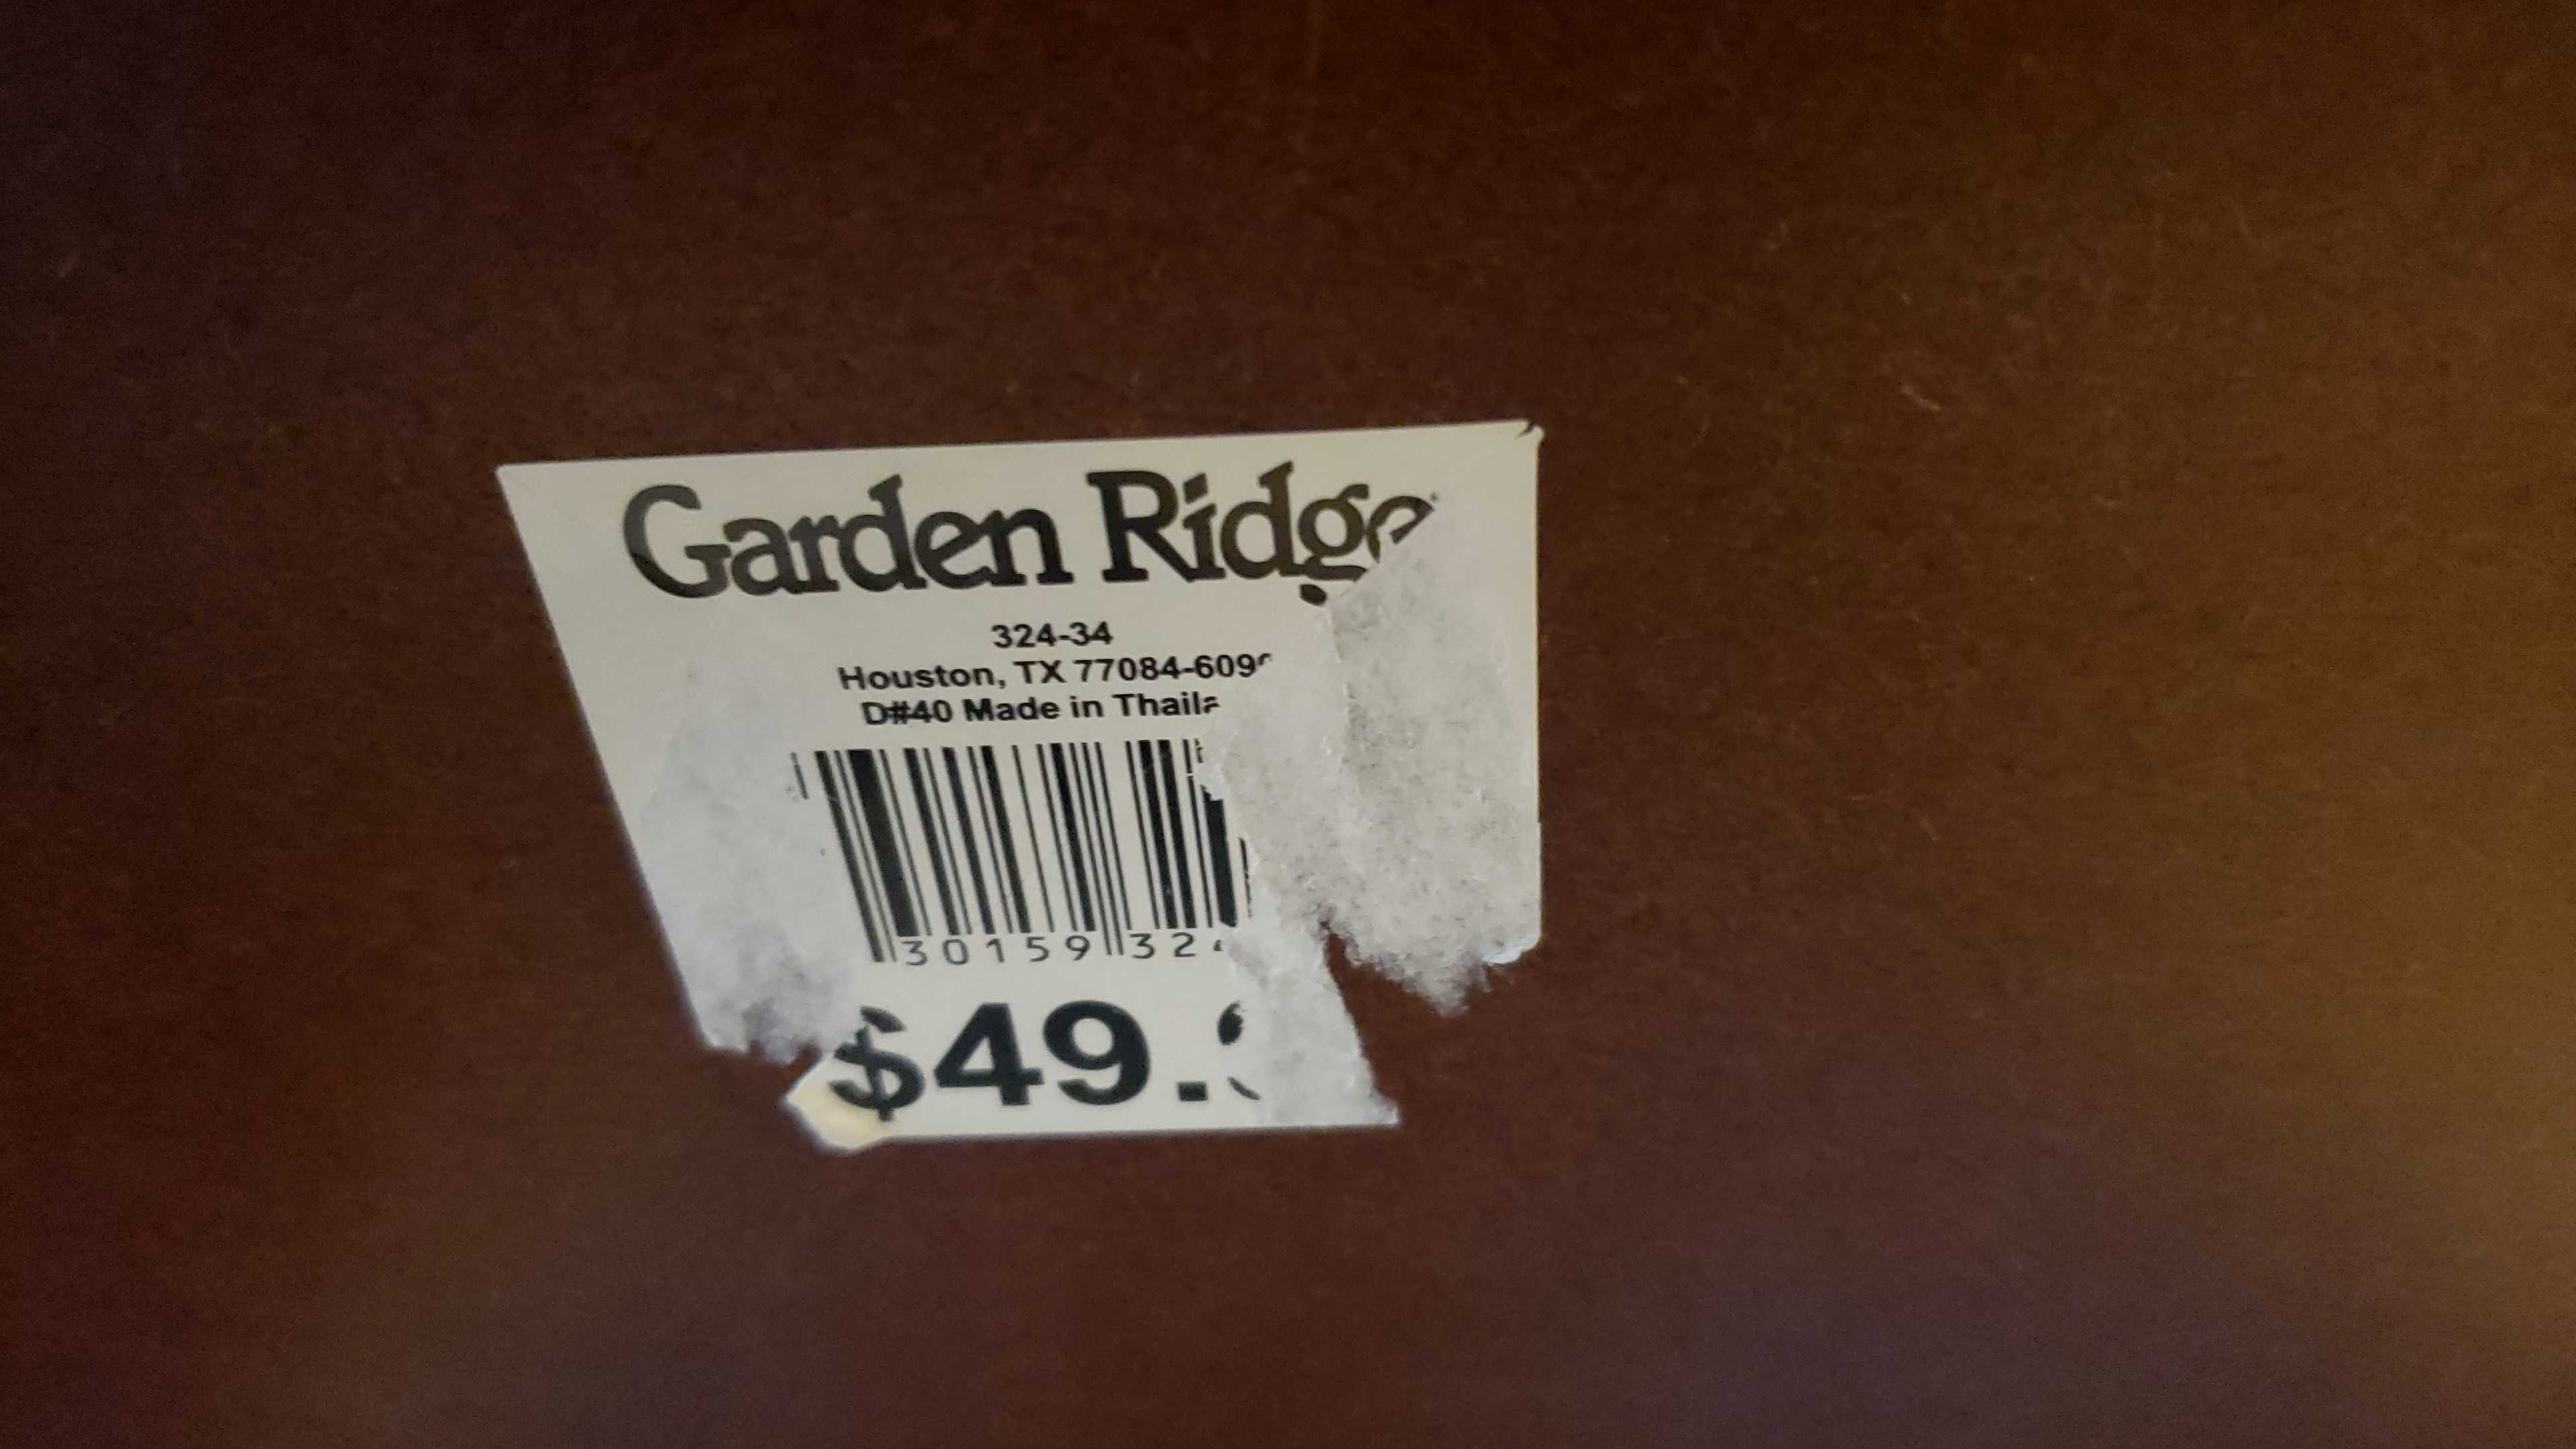 Garden Ridge
324-34
Houston, TX 77084-609
D#40 Made in Thaila
30159 32
$49.